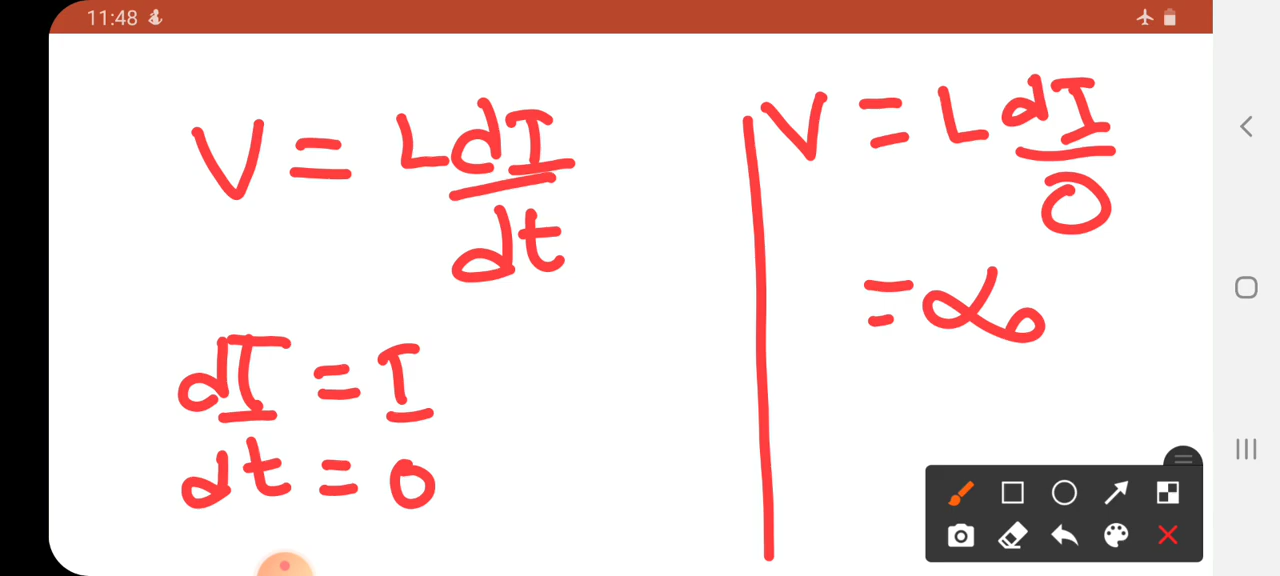 11:48
V = L dI/dt
dI = I
dt = 0
V = L dI/0
= ∞